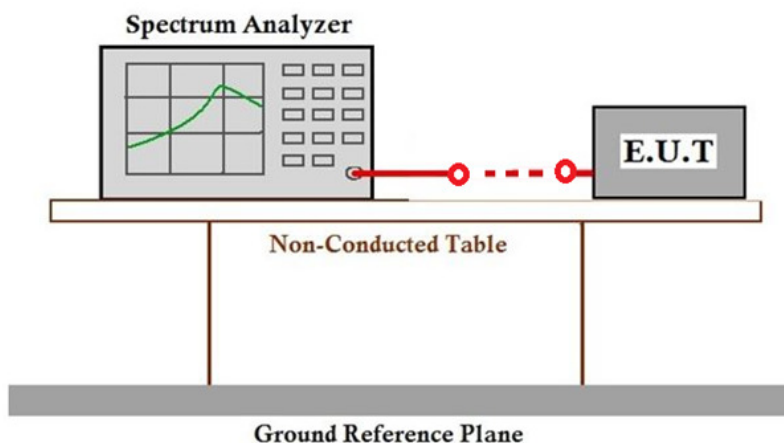 Spectrum Analyzer
E.U.T
Non-Conducted Table
Ground Reference Plane